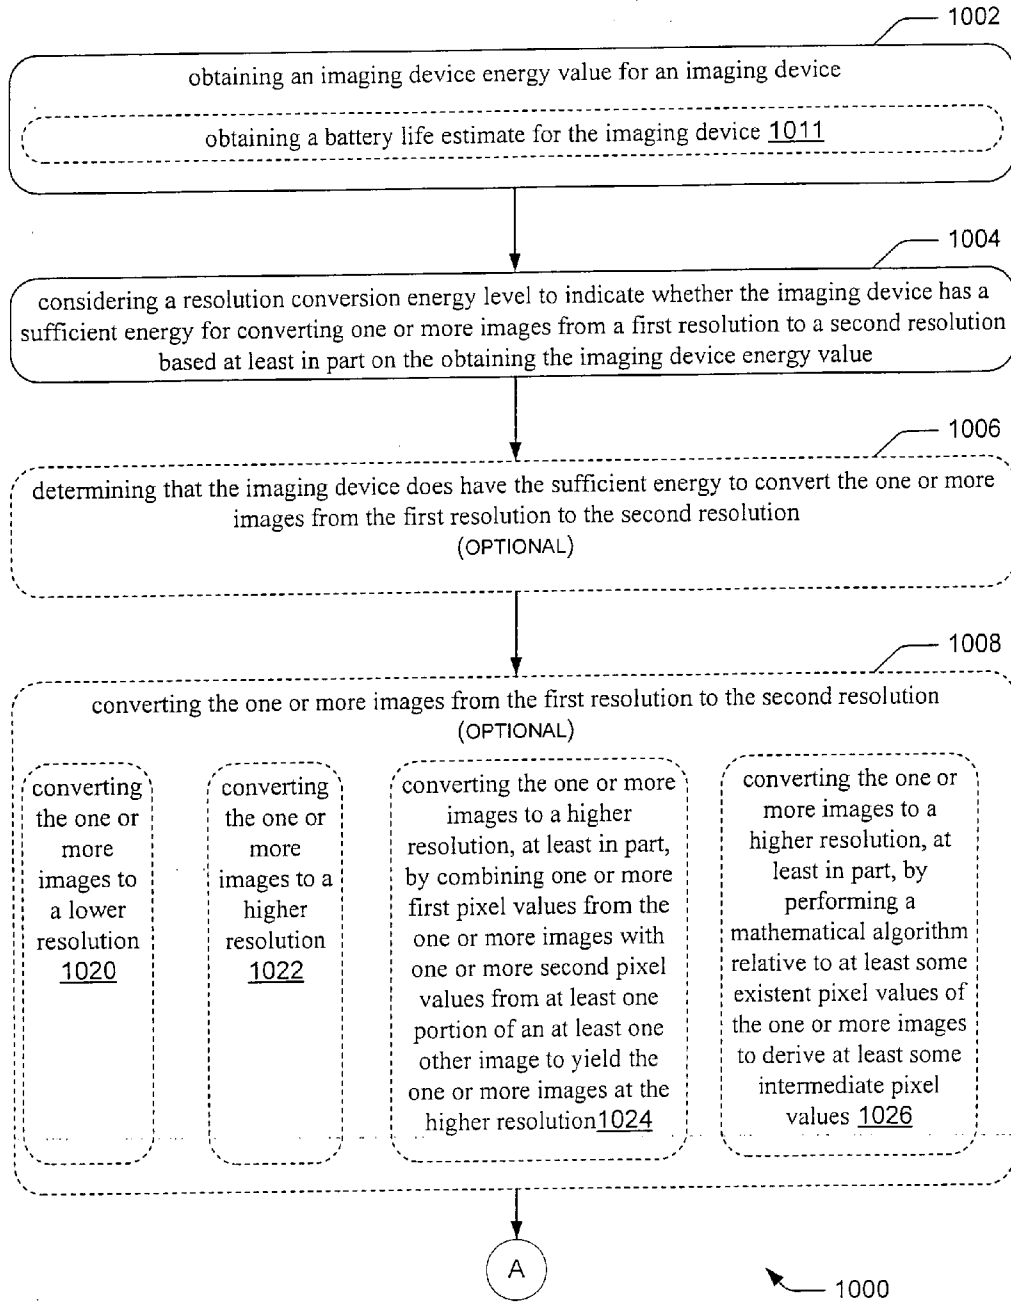 1002
obtaining an imaging device energy value for an imaging device
obtaining a battery life estimate for the imaging device 1011
1004
considering a resolution conversion energy level to indicate whether the imaging device has a
sufficient energy for converting one or more images from a first resolution to a second resolution
based at least in part on the obtaining the imaging device energy value
1006
determining that the imaging device does have the sufficient energy to convert the one or more
images from the first resolution to the second resolution
(OPTIONAL)
1008
converting the one or more images from the first resolution to the second resolution
(OPTIONAL)
converting
the one or
more
images to
a lower
resolution
1020
converting
the one or
more
images to a
higher
resolution
1022
converting the one or more
images to a higher
resolution, at least in part,
by combining one or more
first pixel values from the
one or more images with
one or more second pixel
values from at least one
portion of an at least one
other image to yield the
one or more images at the
higher resolution1024
converting the one or
more images to a
higher resolution, at
least in part, by
performing a
mathematical algorithm
relative to at least some
existent pixel values of
the one or more images
to derive at least some
intermediate pixel
values 1026
A
1000